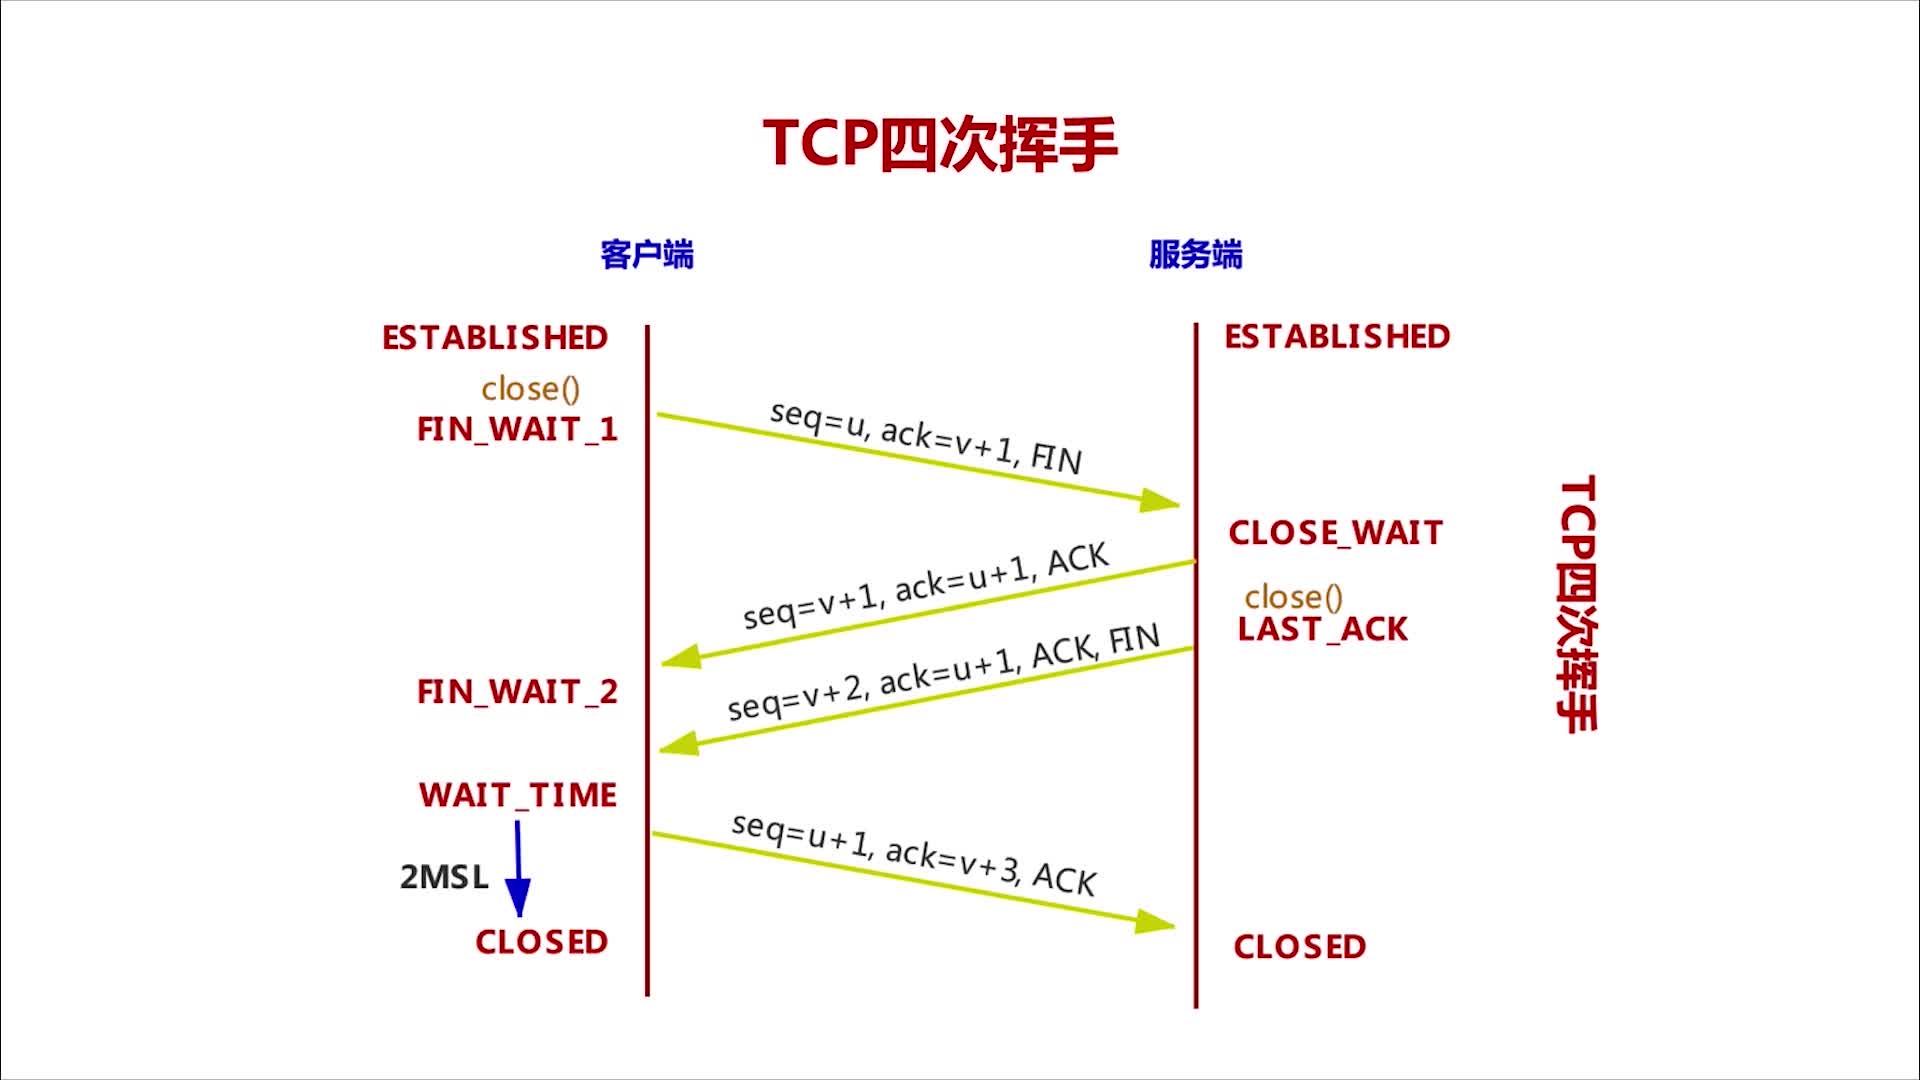 TCP四次挥手
客户端
服务端
ESTABLISHED
ESTABLISHED
close()
FIN_WAIT_1
seq=u, ack=v+1, FIN
CLOSE_WAIT
seq=v+1, ack=u+1, ACK
close()
LAST_ACK
seq=v+2, ack=u+1, ACK, FIN
FIN_WAIT_2
WAIT_TIME
seq=u+1, ack=v+3, ACK
2MSL
CLOSED
CLOSED
TCP四次挥手